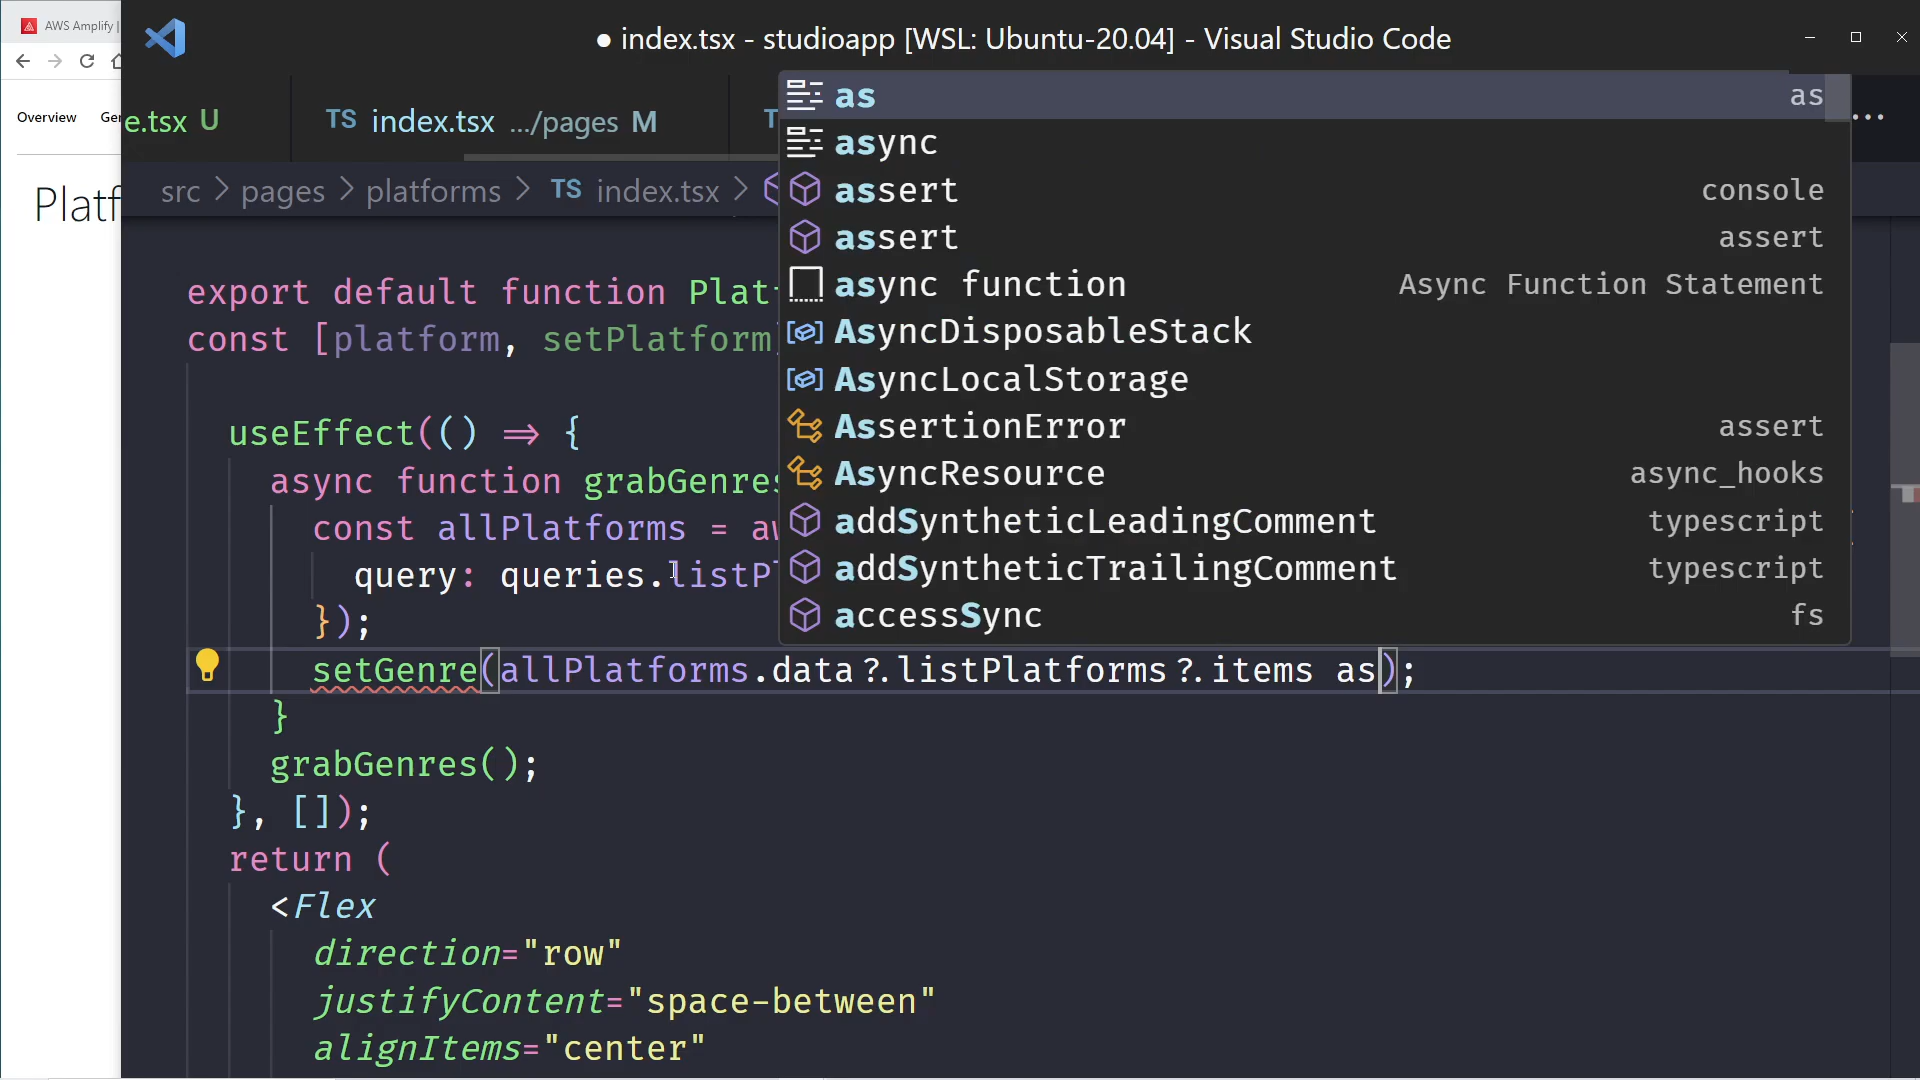 AWS Amplify |
● index.tsx - studioapp [WSL: Ubuntu-20.04] - Visual Studio Code
Overview
e.tsx U
TS index.tsx .../pages M
src > pages > platforms > TS index.tsx >
Platf
as as
async
assert console
assert assert
async function Async Function Statement
AsyncDisposableStack
AsyncLocalStorage
AssertionError assert
AsyncResource async_hooks
addSyntheticLeadingComment typescript
addSyntheticTrailingComment typescript
accessSync fs
export default function Platf
const [platform, setPlatform]
useEffect(() => {
async function grabGenres
const allPlatforms = aw
query: queries.listPl
});
setGenre(allPlatforms.data?.listPlatforms?.items as);
}
grabGenres();
}, []);
return (
<Flex
direction="row"
justifyContent="space-between"
alignItems="center"